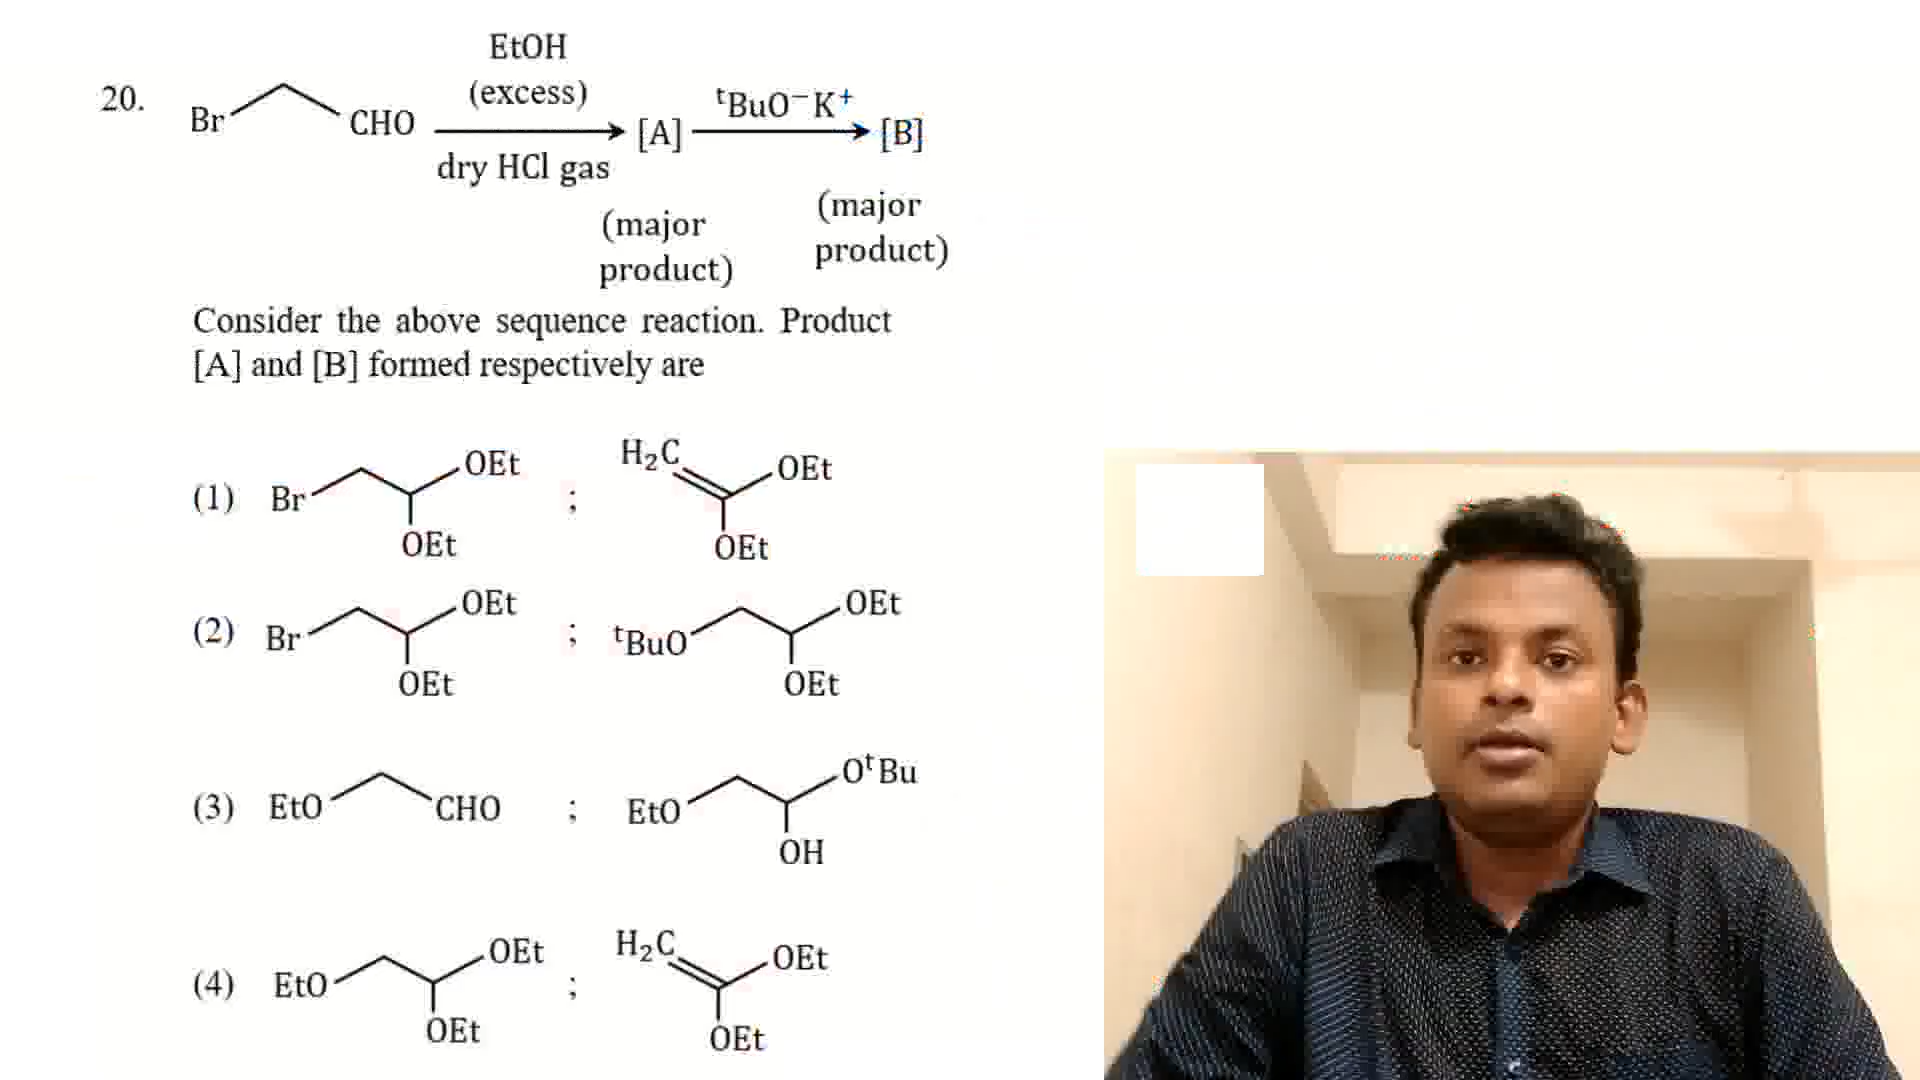 20.
Br CHO
EtOH
(excess)
dry HCl gas
[A]
(major
product)
ᵗBuO⁻K⁺
[B]
(major
product)
Consider the above sequence reaction. Product
[A] and [B] formed respectively are
(1) Br OEt OEt ; H₂C OEt OEt
(2) Br OEt OEt ; ᵗBuO OEt OEt
(3) EtO CHO ; EtO OᵗBu OH
(4) EtO OEt OEt ; H₂C OEt OEt